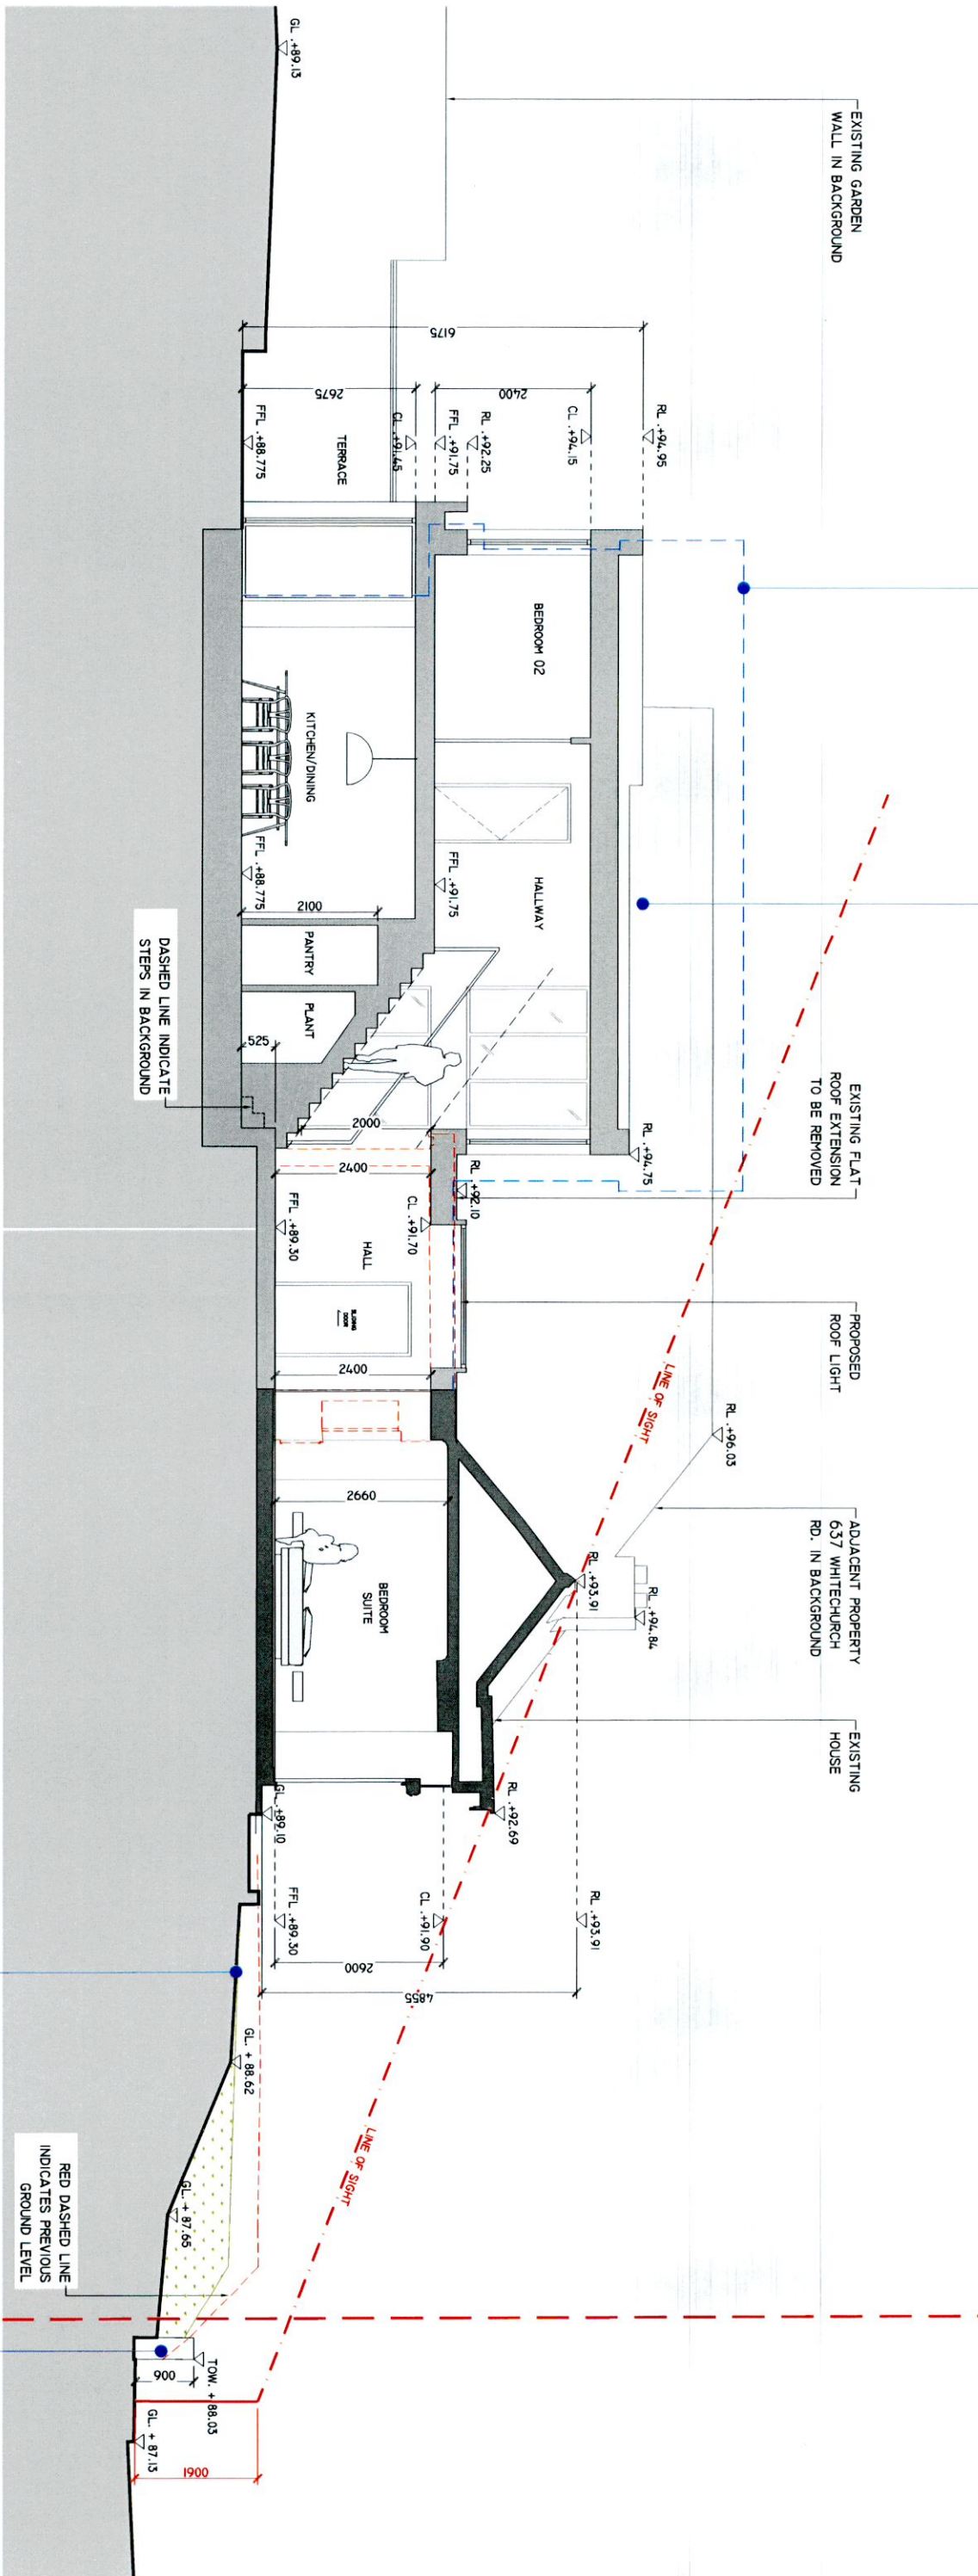 EXISTING GARDEN
WALL IN BACKGROUND
EXISTING FLAT
ROOF EXTENSION
TO BE REMOVED
PROPOSED
ROOF LIGHT
ADJACENT PROPERTY
637 WHITECHURCH
RD. IN BACKGROUND
EXISTING
HOUSE
GL .+89.13
6175
2675
2400
RL .+94.95
CL .+94.15
RL .+92.25
FFL .+91.75
CL .+91.45
TERRACE
FFL .+88.775
BEDROOM 02
KITCHEN/DINING
FFL .+88.775
HALLWAY
FFL .+91.75
2100
PANTRY
PLANT
525
DASHED LINE INDICATE
STEPS IN BACKGROUND
2000
2400
RL .+94.75
RL .+92.10
CL .+91.70
HALL
FFL .+89.30
SLIDING
DOOR
2400
LINE OF SIGHT
RL .+96.03
2660
BEDROOM
SUITE
RL .+93.91
RL .+94.84
RL .+92.69
GL .+89.10
RL .+93.91
CL .+91.90
FFL .+89.30
2600
4855
LINE OF SIGHT
GL. + 88.62
GL. + 87.65
RED DASHED LINE
INDICATES PREVIOUS
GROUND LEVEL
TOW. + 88.03
900
GL. + 87.13
1900